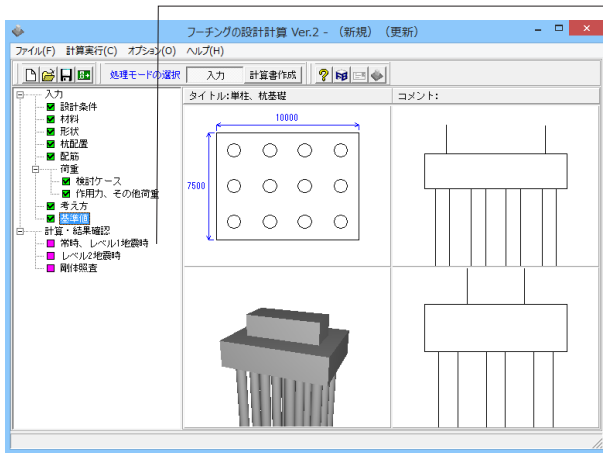 フーチングの設計計算 Ver.2 - (新規) (更新)
ファイル(F) 計算実行(C) オプション(O) ヘルプ(H)
処理モードの選択 入力 計算書作成
入力
設計条件
材料
形状
杭配置
配筋
荷重
検討ケース
作用力、その他荷重
考え方
基準値
計算・結果確認
常時、レベル1地震時
レベル2地震時
剛体照査
タイトル:単柱、杭基礎
コメント:
10000
7500